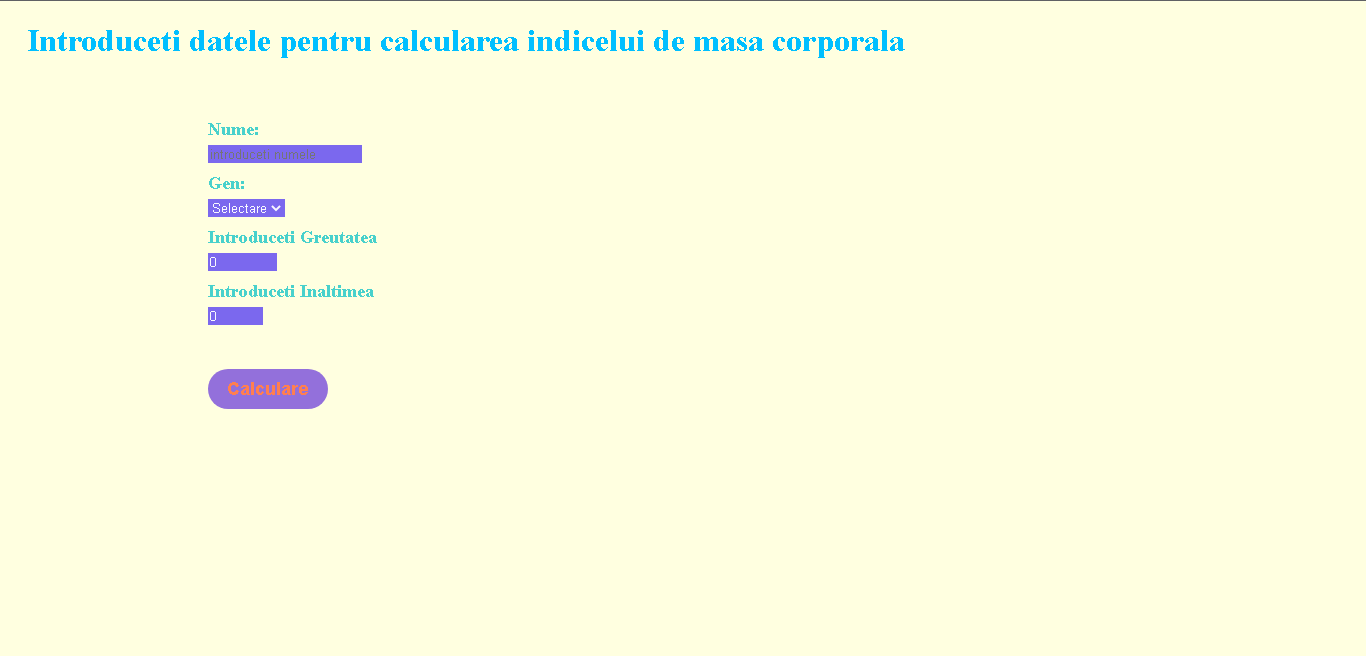 Introduceti datele pentru calcularea indicelui de masa corporala
Nume:
Introduceti numele
Gen:
Selectare
Introduceti Greutatea
0
Introduceti Inaltimea
0
Calculare